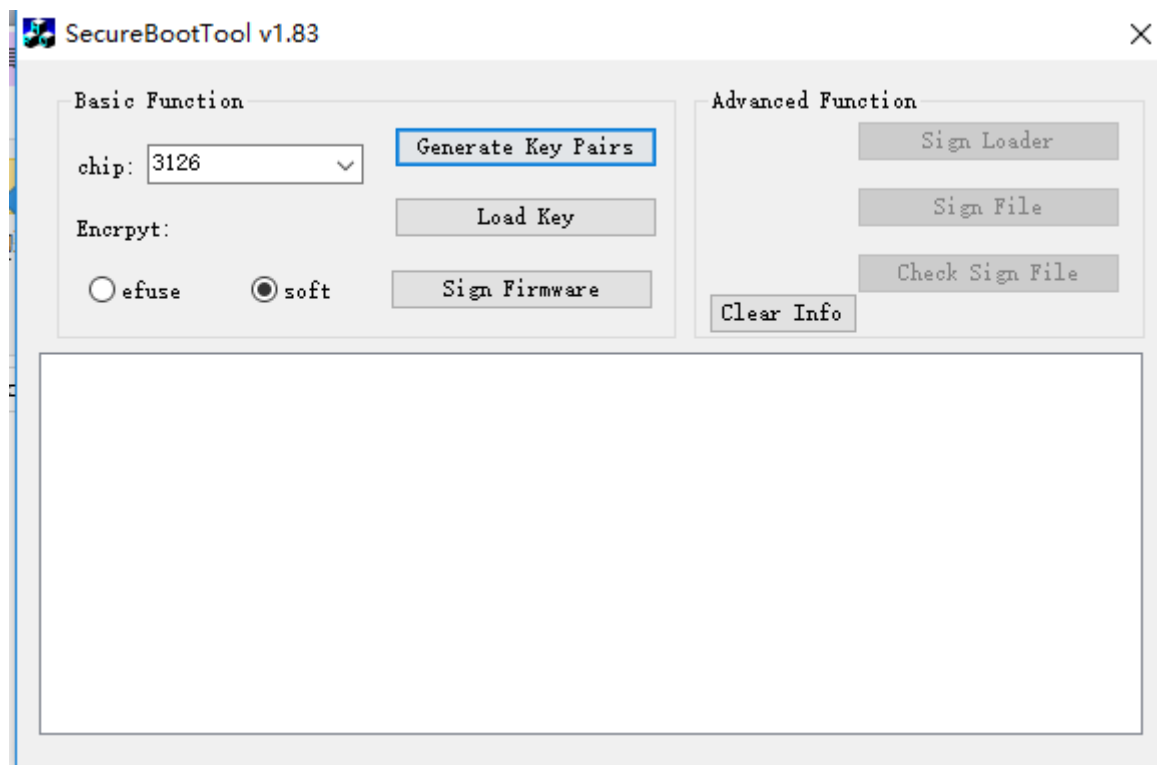 SecureBootTool v1.83
Basic Function
chip: 3126
Generate Key Pairs
Load Key
Encrpyt:
efuse
soft
Sign Firmware
Advanced Function
Sign Loader
Sign File
Check Sign File
Clear Info